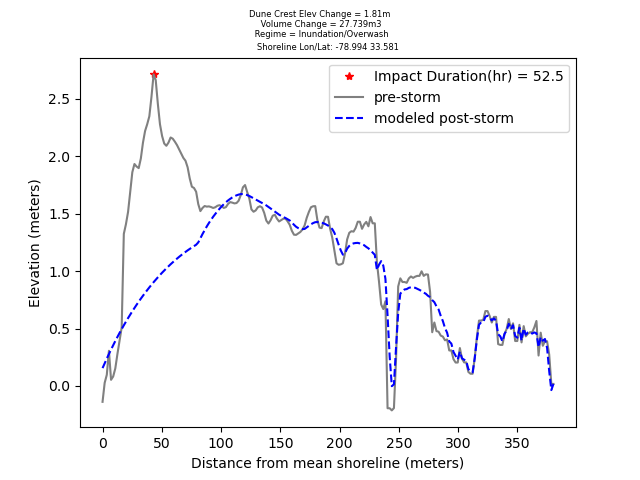 Dune Crest Elev Change = 1.81m
Volume Change = 27.739m3
Regime = Inundation/Overwash
Shoreline Lon/Lat: -78.994 33.581
Impact Duration(hr) = 52.5
pre-storm
modeled post-storm
Elevation (meters)
2.5
2.0
1.5
1.0
0.5
0.0
0 50 100 150 200 250 300 350
Distance from mean shoreline (meters)